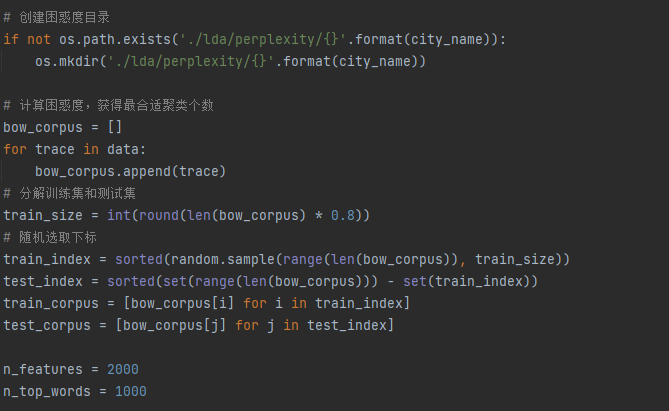 # 创建困惑度目录
if not os.path.exists('./lda/perplexity/{}'.format(city_name)):
    os.mkdir('./lda/perplexity/{}'.format(city_name))

# 计算困惑度，获得最合适聚类个数
bow_corpus = []
for trace in data:
    bow_corpus.append(trace)
# 分解训练集和测试集
train_size = int(round(len(bow_corpus) * 0.8))
# 随机选取下标
train_index = sorted(random.sample(range(len(bow_corpus)), train_size))
test_index = sorted(set(range(len(bow_corpus))) - set(train_index))
train_corpus = [bow_corpus[i] for i in train_index]
test_corpus = [bow_corpus[j] for j in test_index]

n_features = 2000
n_top_words = 1000